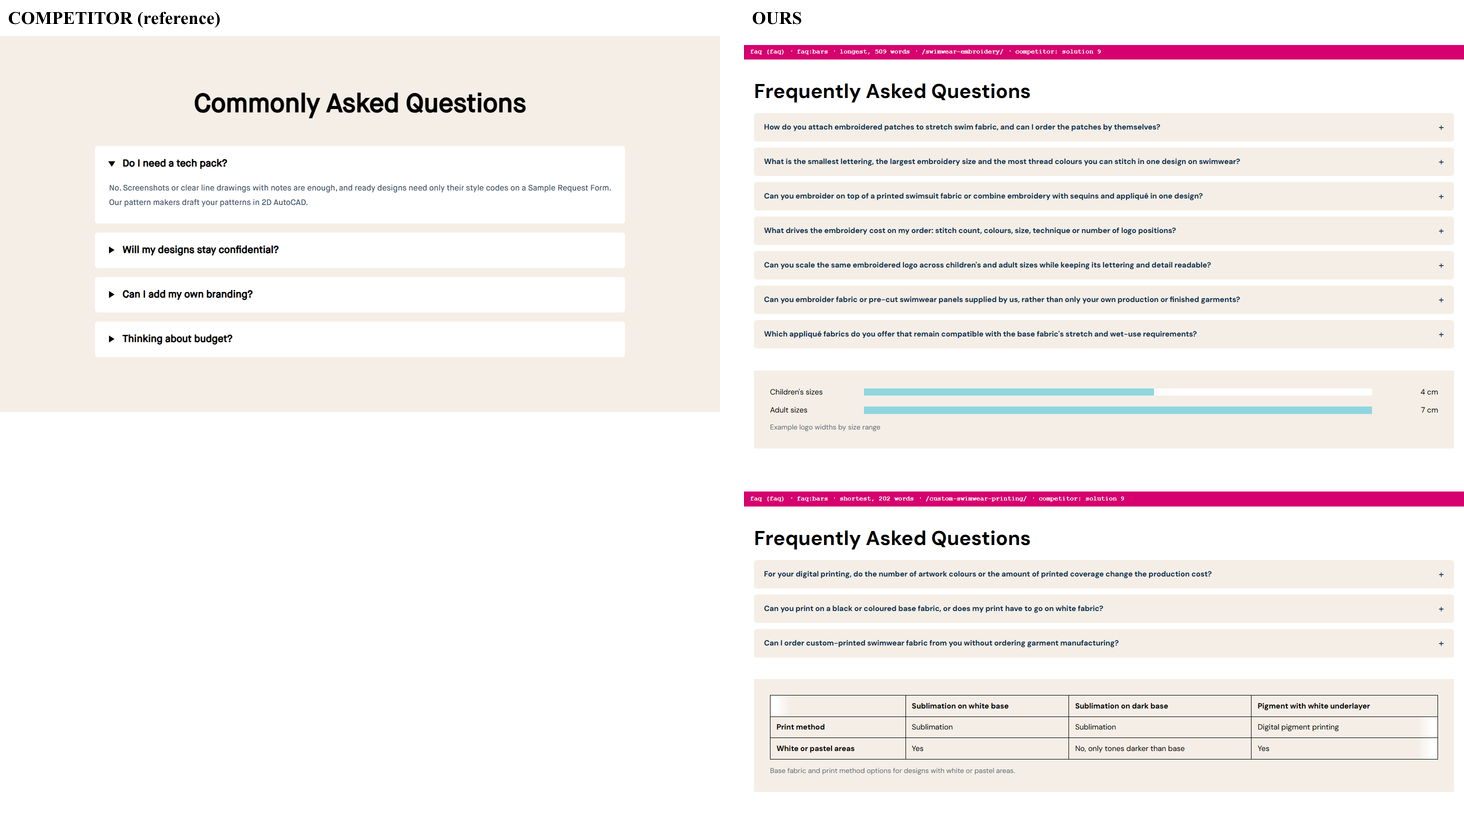 COMPETITOR (reference)
Commonly Asked Questions
Do I need a tech pack?
No. Screenshots or clear line drawings with notes are enough, and ready designs need only their style codes on a Sample Request Form.
Our pattern makers draft your patterns in 2D AutoCAD.
Will my designs stay confidential?
Can I add my own branding?
Thinking about budget?
OURS
faq (faq) · faq:bars · longest, 509 words · /swimwear-embroidery/ · competitor: solution 9
Frequently Asked Questions
How do you attach embroidered patches to stretch swim fabric, and can I order the patches by themselves? +
What is the smallest lettering, the largest embroidery size and the most thread colours you can stitch in one design on swimwear? +
Can you embroider on top of a printed swimsuit fabric or combine embroidery with sequins and appliqué in one design? +
What drives the embroidery cost on my order: stitch count, colours, size, technique or number of logo positions? +
Can you scale the same embroidered logo across children's and adult sizes while keeping its lettering and detail readable? +
Can you embroider fabric or pre-cut swimwear panels supplied by us, rather than only your own production or finished garments? +
Which appliqué fabrics do you offer that remain compatible with the base fabric's stretch and wet-use requirements? +
Children's sizes 4 cm
Adult sizes 7 cm
Example logo widths by size range
faq (faq) · faq:bars · shortest, 202 words · /custom-swimwear-printing/ · competitor: solution 9
Frequently Asked Questions
For your digital printing, do the number of artwork colours or the amount of printed coverage change the production cost? +
Can you print on a black or coloured base fabric, or does my print have to go on white fabric? +
Can I order custom-printed swimwear fabric from you without ordering garment manufacturing? +
Sublimation on white base Sublimation on dark base Pigment with white underlayer
Print method Sublimation Sublimation Digital pigment printing
White or pastel areas Yes No, only tones darker than base Yes
Base fabric and print method options for designs with white or pastel areas.